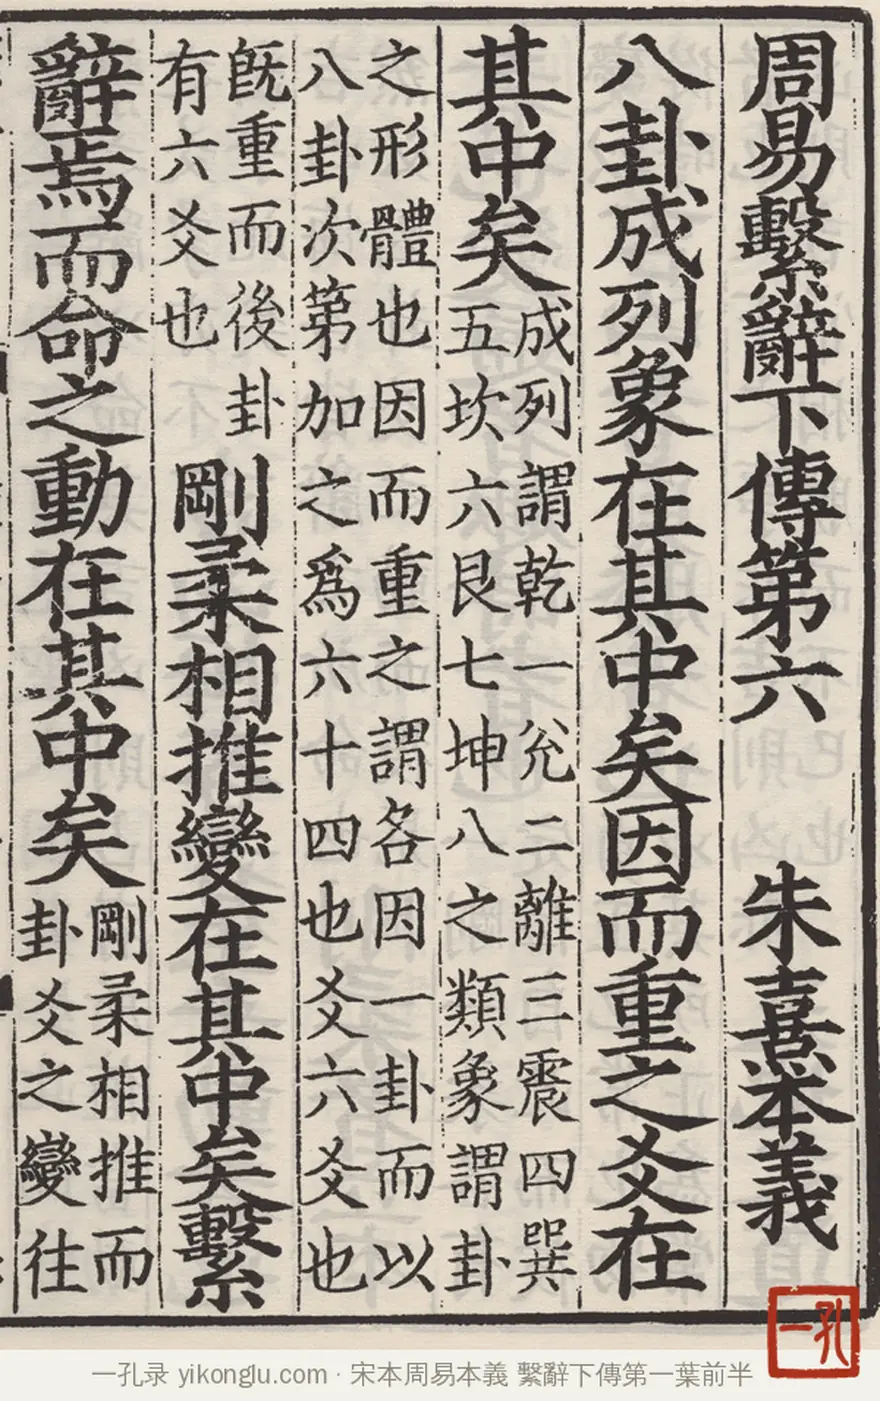 周易繫辭下傳第六 朱熹本義
八卦成列象在其中矣因而重之爻在
其中矣
成列謂乾一兊二離三震四巽
五坎六艮七坤八之類象謂卦
之形體也因而重之謂各因一卦而以
八卦次第加之爲六十四也爻六爻也
旣重而後卦
有六爻也
剛柔相推變在其中矣繫
辭焉而命之動在其中矣
剛柔相推而
卦爻之變往
一孔
一孔录 yikonglu.com · 宋本周易本義 繫辭下傳第一葉前半